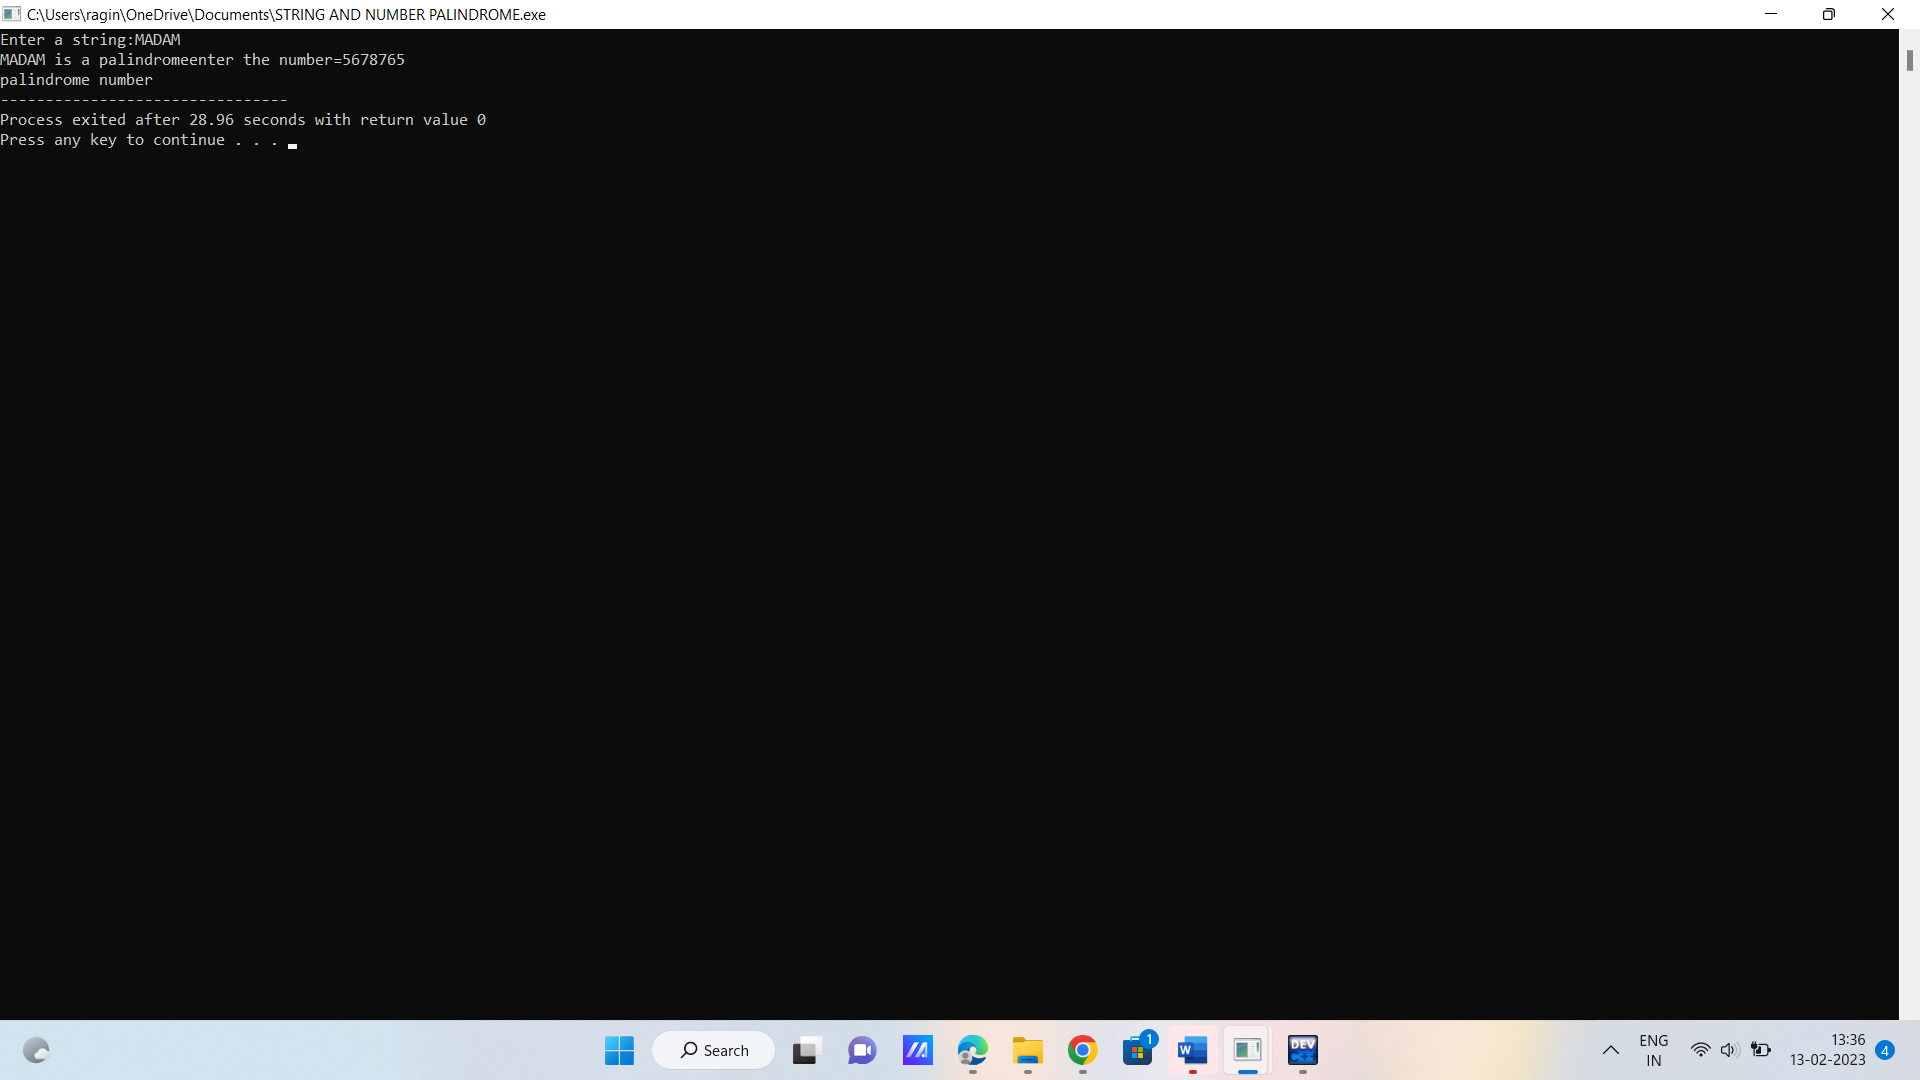 C:\Users\ragin\OneDrive\Documents\STRING AND NUMBER PALINDROME.exe
Enter a string:MADAM
MADAM is a palindromeenter the number=5678765
palindrome number
--------------------------------
Process exited after 28.96 seconds with return value 0
Press any key to continue . . .
Search
1
W
DEV
C++
ENG
IN
13:36
13-02-2023
4